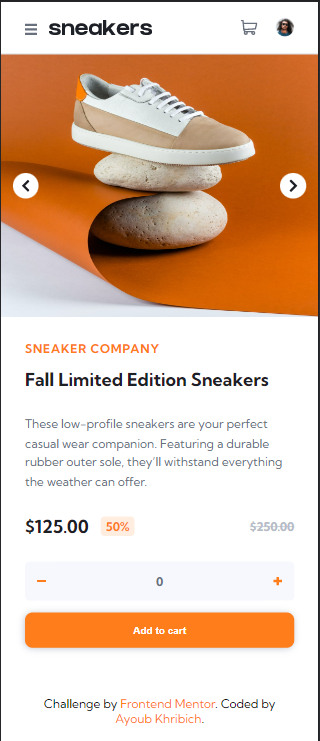 sneakers
SNEAKER COMPANY
Fall Limited Edition Sneakers
These low-profile sneakers are your perfect
casual wear companion. Featuring a durable
rubber outer sole, they'll withstand everything
the weather can offer.
$125.00 50% $250.00
0
Add to cart
Challenge by Frontend Mentor. Coded by
Ayoub Khribich.